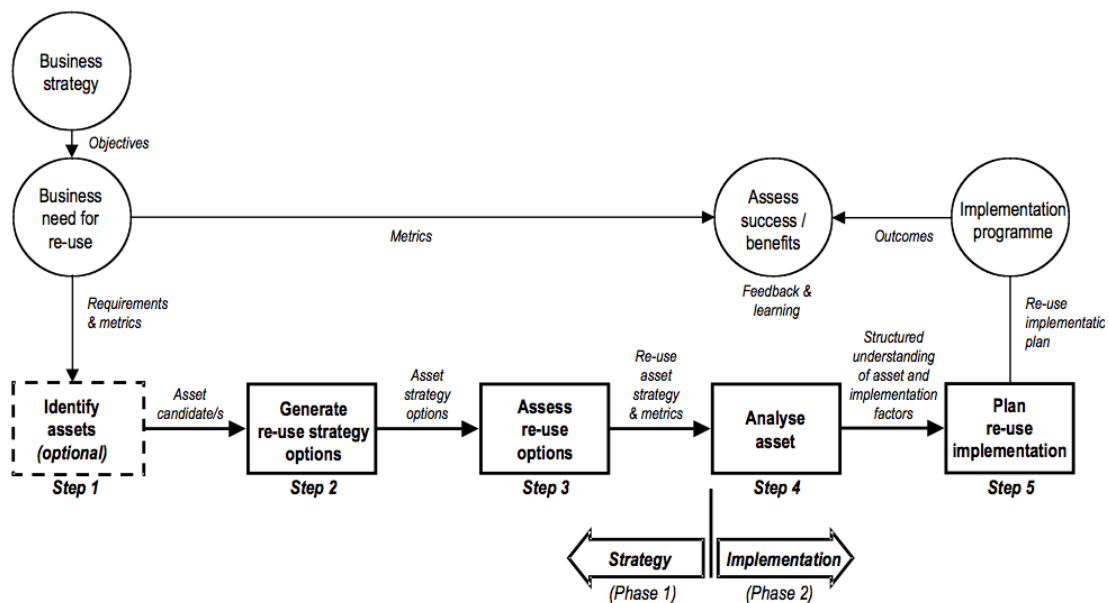 Business
strategy
Objectives
Business
need for
re-use
Metrics
Assess
success /
benefits
Outcomes
Implementation
programme
Requirements
& metrics
Feedback &
learning
Re-use
implementatic
plan
Identify
assets
(optional)
Step 1
Asset
candidate/s
Generate
re-use strategy
options
Step 2
Asset
strategy
options
Assess
re-use
options
Step 3
Re-use
asset
strategy
& metrics
Analyse
asset
Step 4
Structured
understanding
of asset and
implementation
factors
Plan
re-use
implementation
Step 5
Strategy
(Phase 1)
Implementation
(Phase 2)